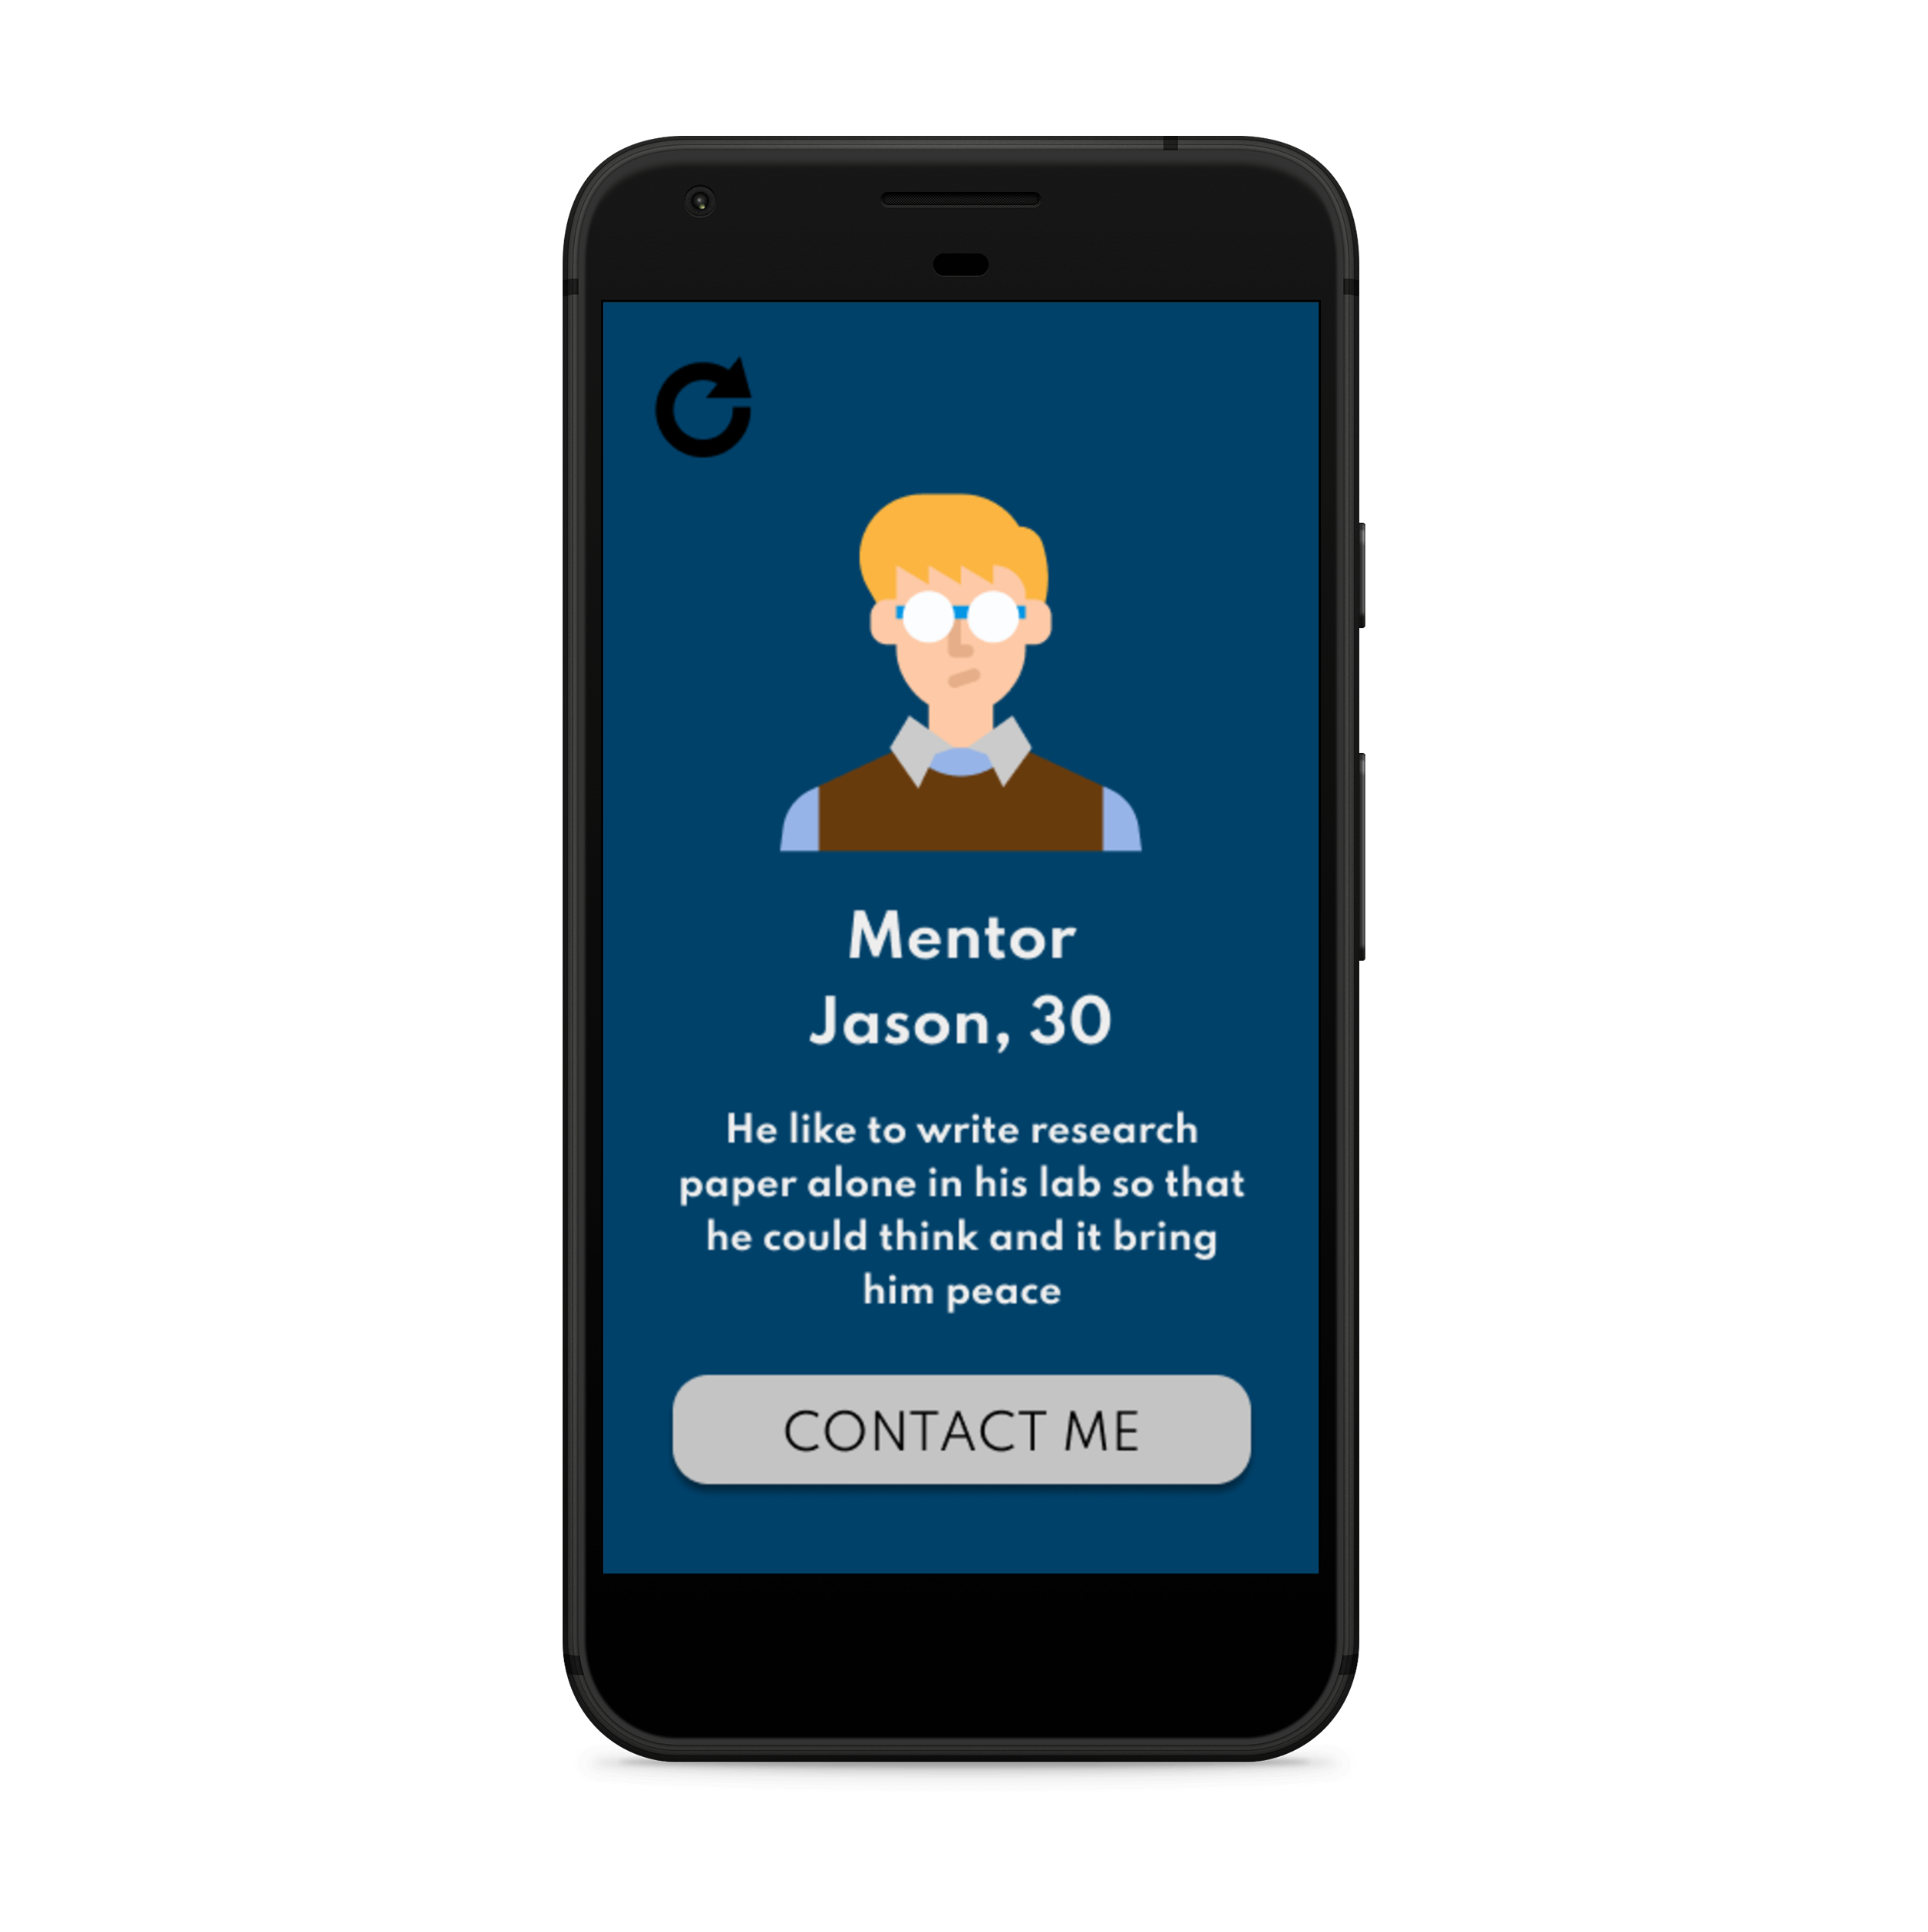 Mentor
Jason, 30
He like to write research
paper alone in his lab so that
he could think and it bring
him peace
CONTACT ME